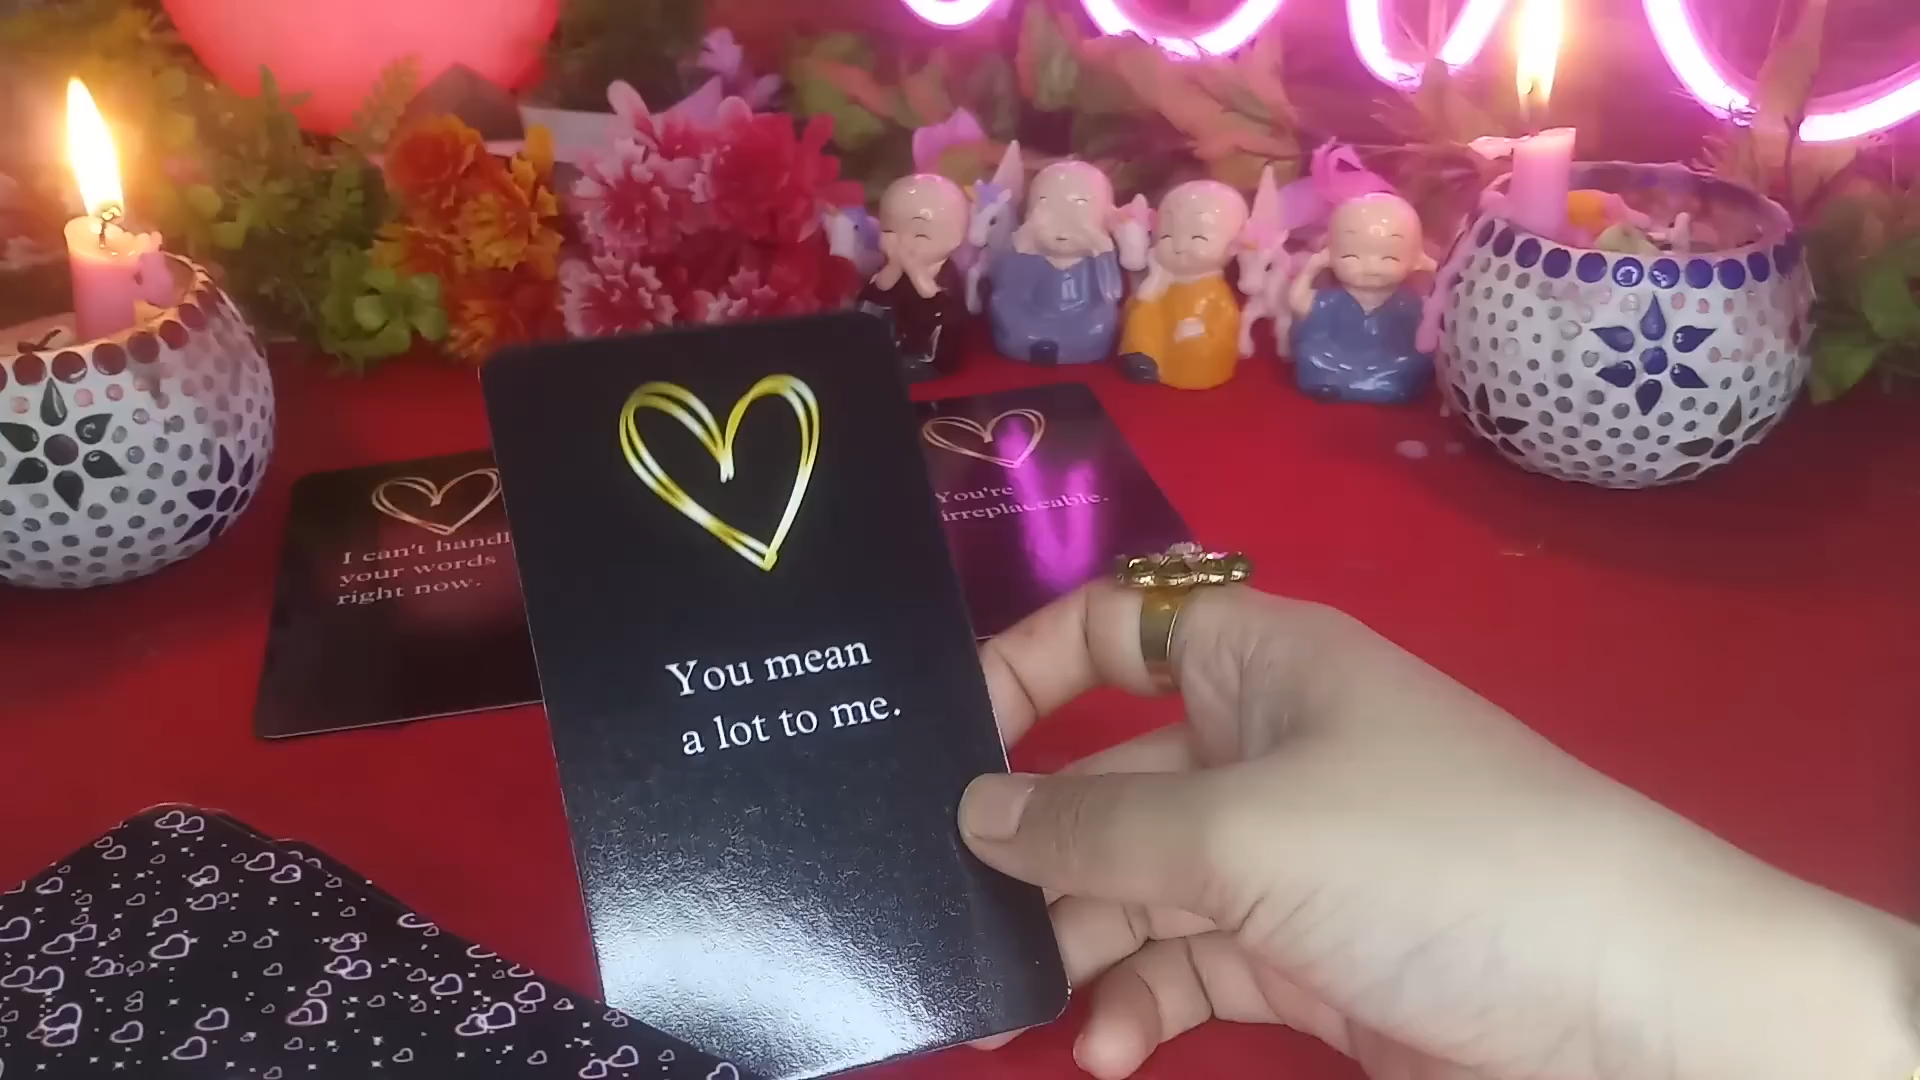 I can't handl
your words
right now.
You mean
a lot to me.
You're
irreplaceable.